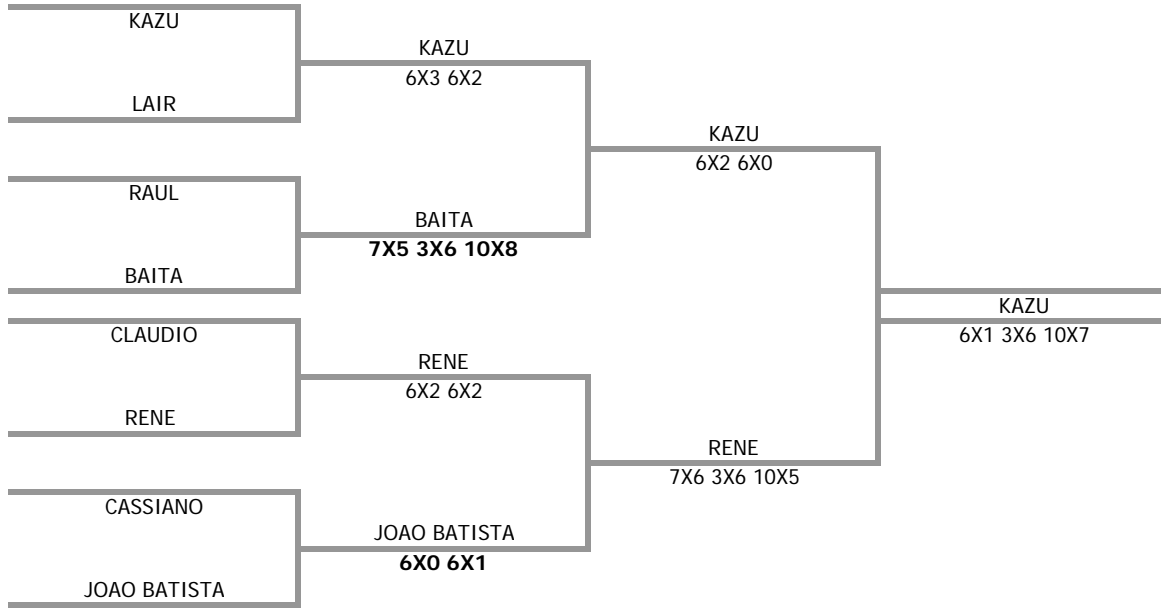 KAZU
LAIR
RAUL
BAITA
CLAUDIO
RENE
CASSIANO
JOAO BATISTA
KAZU
6X3 6X2
BAITA
7X5 3X6 10X8
RENE
6X2 6X2
JOAO BATISTA
6X0 6X1
KAZU
6X2 6X0
RENE
7X6 3X6 10X5
KAZU
6X1 3X6 10X7